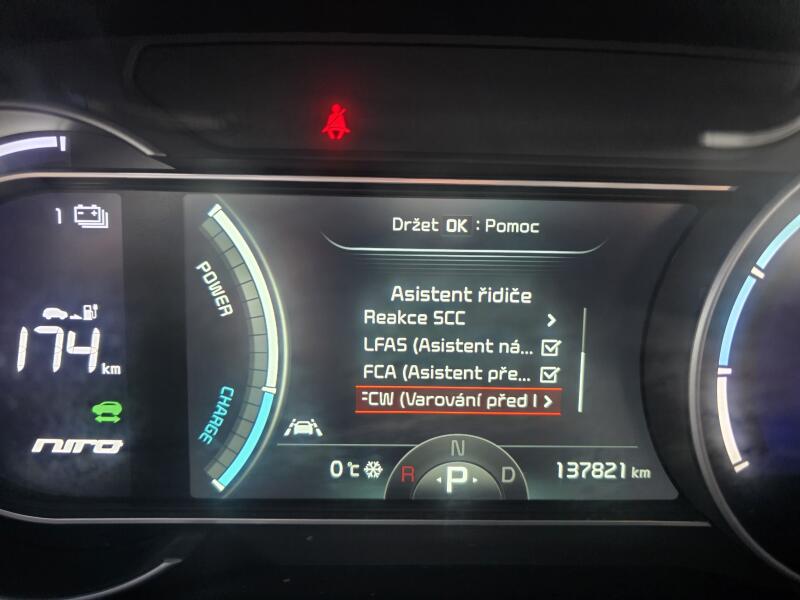 Držet OK : Pomoc
1
POWER
Asistent řidiče
Reakce SCC
LFAS (Asistent ná...
174 km
FCA (Asistent pře...
CW (Varování před
CHARGE
niro
N
0 °C
R
P
D
137821 km